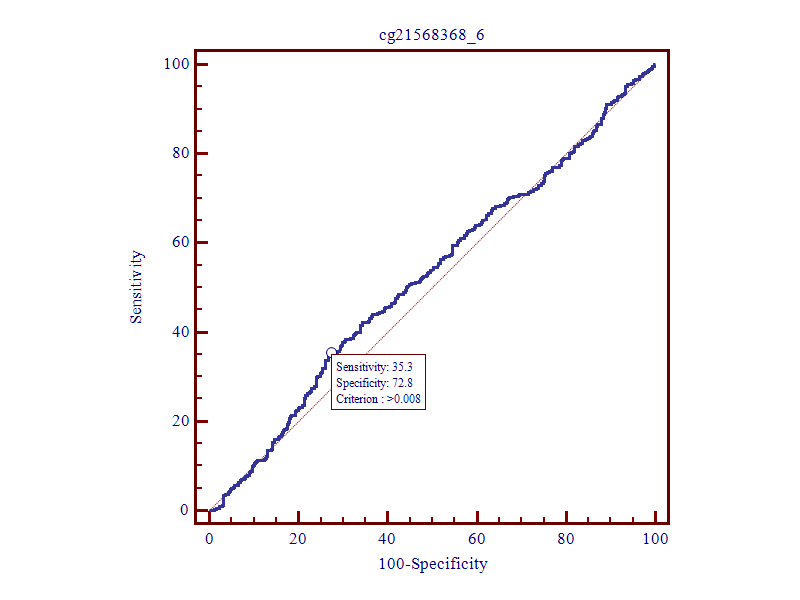 cg21568368_6
100
80
60
40
20
0
Sensitivity
Sensitivity: 35.3
Specificity: 72.8
Criterion : >0.008
0 20 40 60 80 100
100-Specificity